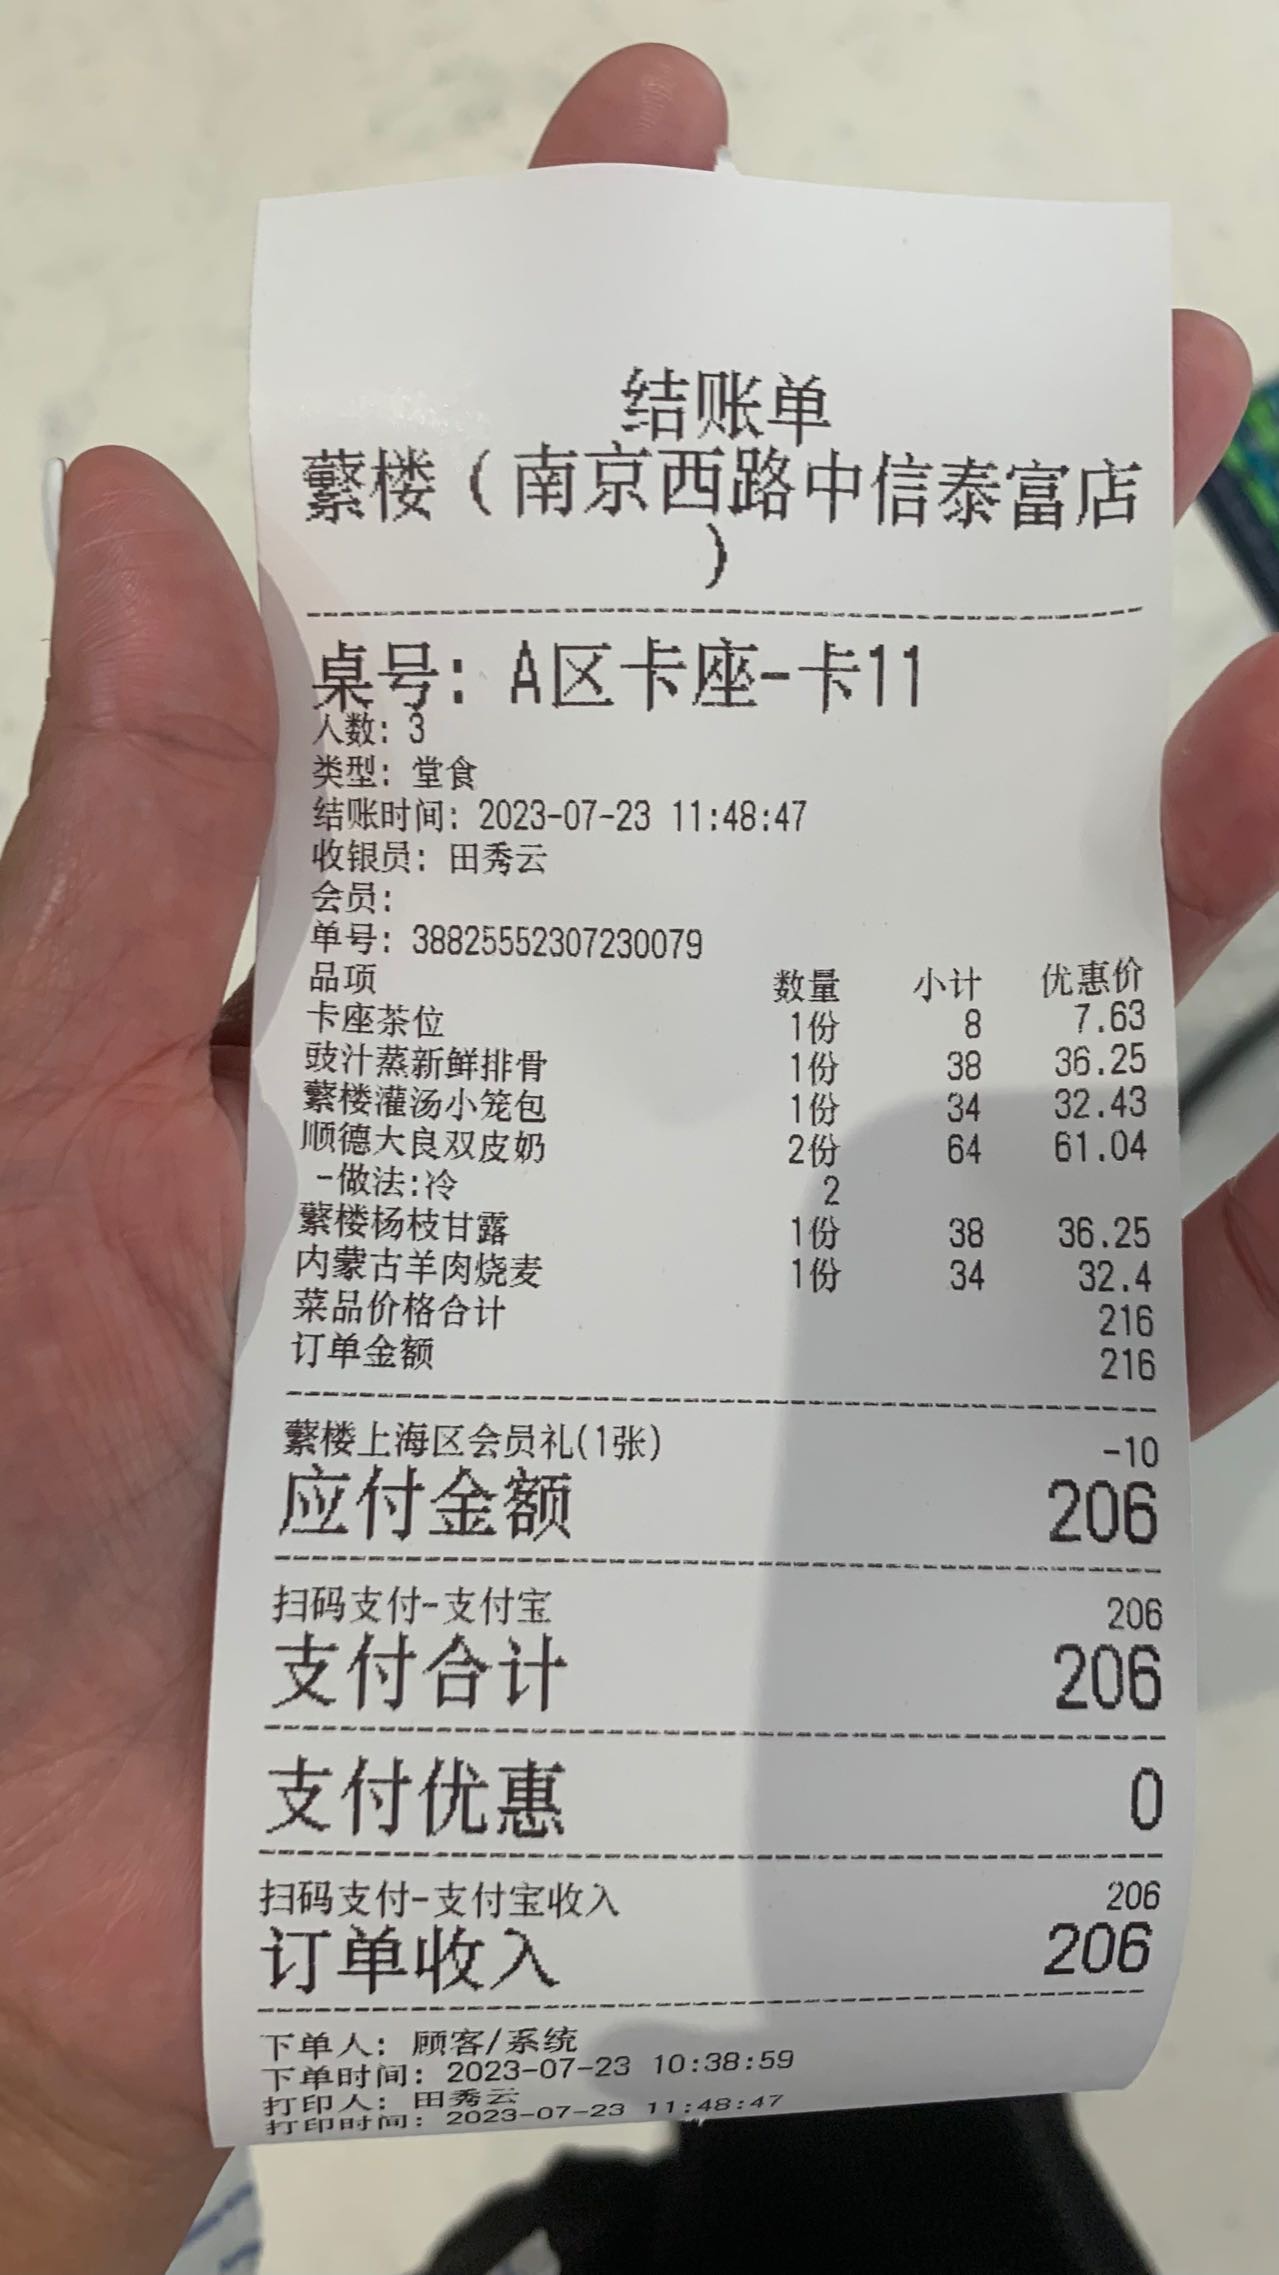 结账单
蘩楼（南京西路中信泰富店
）
桌号：A区卡座-卡11
人数：3
类型：堂食
结账时间：2023-07-23 11:48:47
收银员：田秀云
会员：
单号：38825552307230079
品项 数量 小计 优惠价
卡座茶位 1份 8 7.63
豉汁蒸新鲜排骨 1份 38 36.25
蘩楼灌汤小笼包 1份 34 32.43
顺德大良双皮奶 2份 64 61.04
-做法:冷 2
蘩楼杨枝甘露 1份 38 36.25
内蒙古羊肉烧麦 1份 34 32.4
菜品价格合计 216
订单金额 216
蘩楼上海区会员礼(1张) -10
应付金额 206
扫码支付-支付宝 206
支付合计 206
支付优惠 0
扫码支付-支付宝收入 206
订单收入 206
下单人：顾客/系统
下单时间：2023-07-23 10:38:59
打印人：田秀云
打印时间：2023-07-23 11:48:47